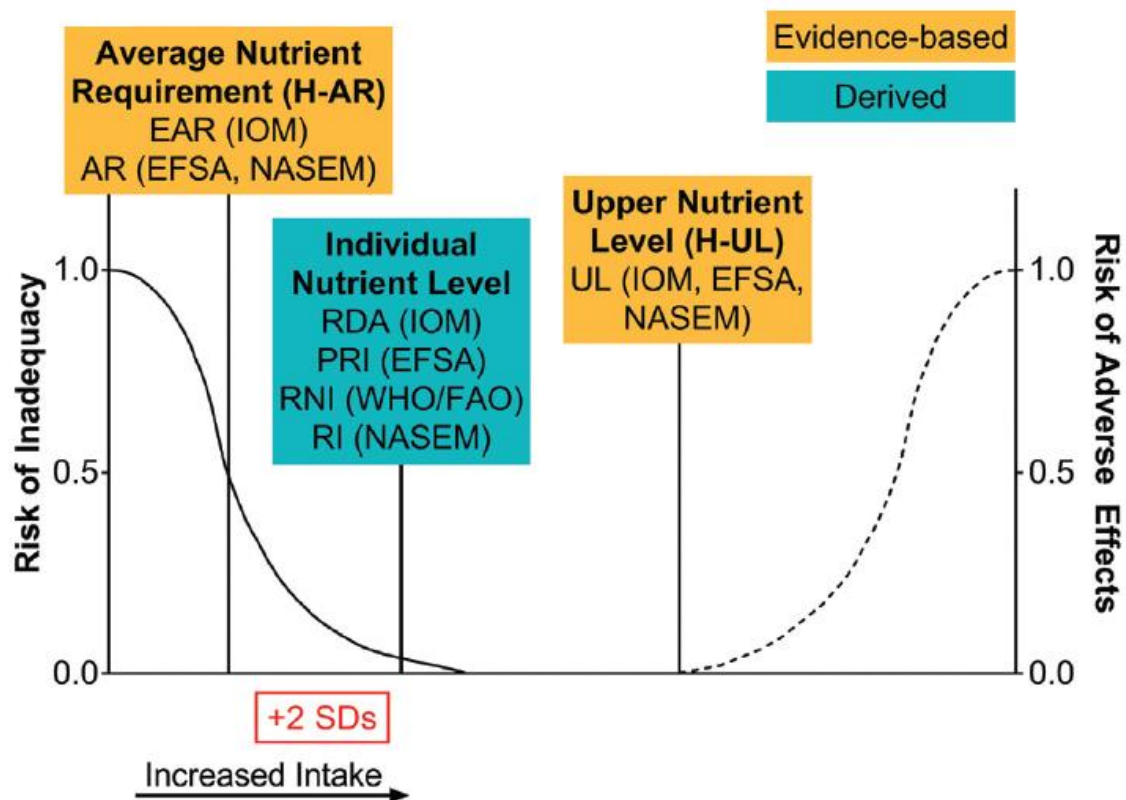 Evidence-based
Derived
Average Nutrient
Requirement (H-AR)
EAR (IOM)
AR (EFSA, NASEM)
Individual
Nutrient Level
RDA (IOM)
PRI (EFSA)
RNI (WHO/FAO)
RI (NASEM)
Upper Nutrient
Level (H-UL)
UL (IOM, EFSA,
NASEM)
Risk of Inadequacy
1.0
0.5
0.0
Risk of Adverse Effects
1.0
0.5
0.0
+2 SDs
Increased Intake